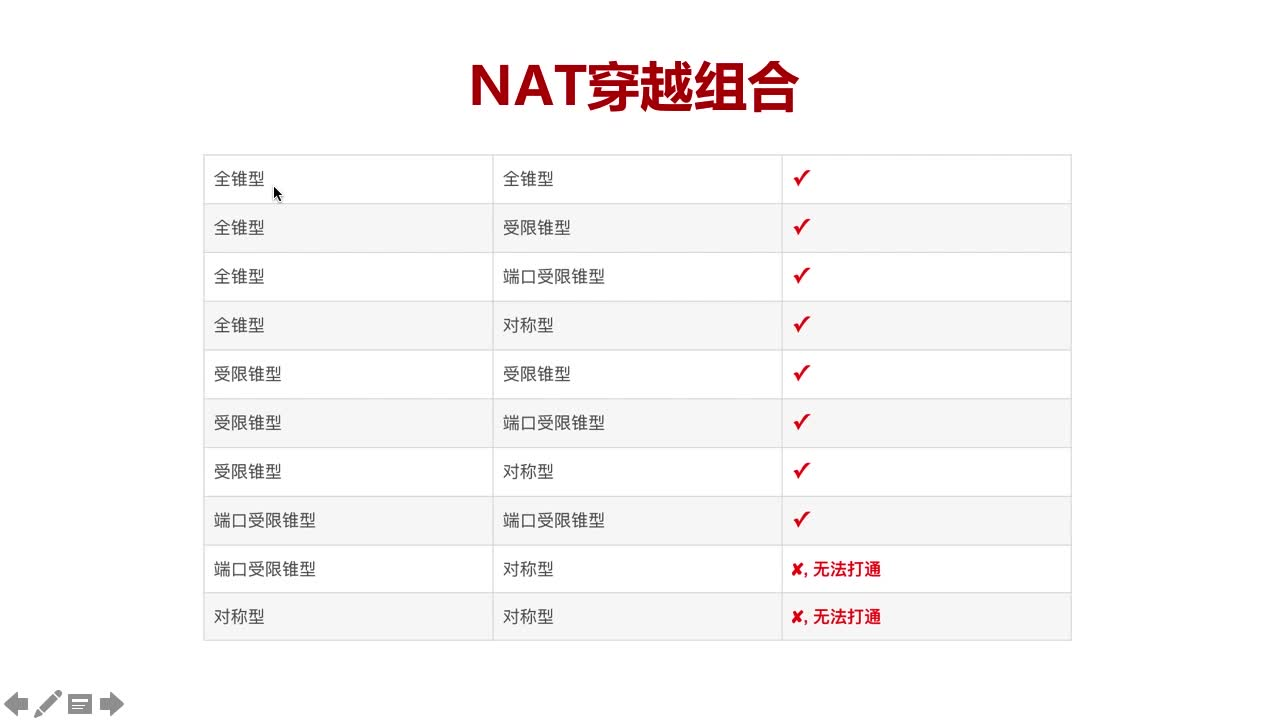 NAT穿越组合
全锥型 全锥型 ✓
全锥型 受限锥型 ✓
全锥型 端口受限锥型 ✓
全锥型 对称型 ✓
受限锥型 受限锥型 ✓
受限锥型 端口受限锥型 ✓
受限锥型 对称型 ✓
端口受限锥型 端口受限锥型 ✓
端口受限锥型 对称型 ✘, 无法打通
对称型 对称型 ✘, 无法打通